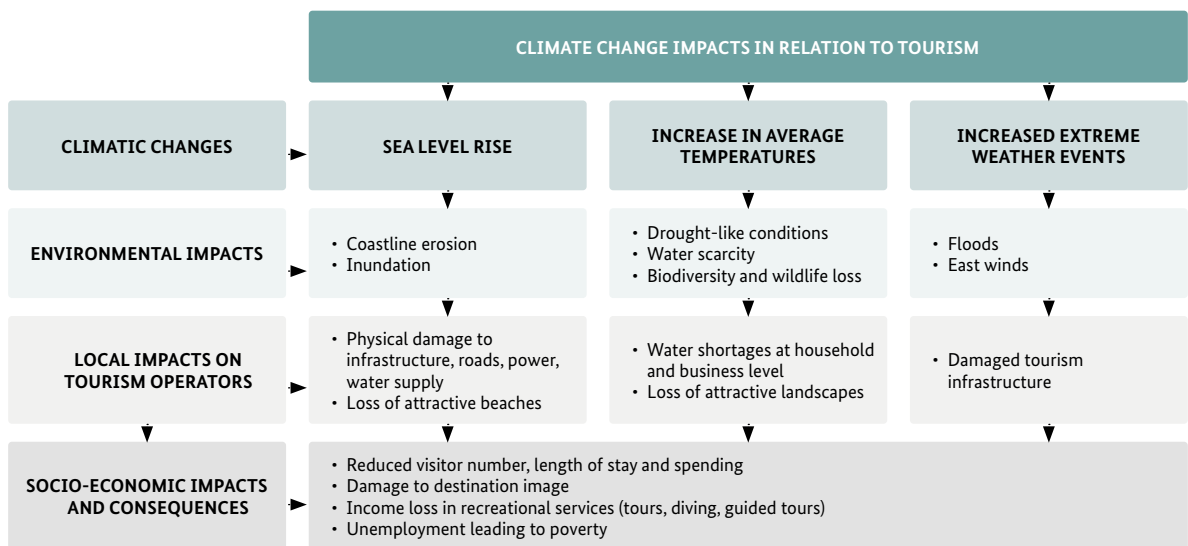 CLIMATE CHANGE IMPACTS IN RELATION TO TOURISM
CLIMATIC CHANGES
SEA LEVEL RISE
INCREASE IN AVERAGE
TEMPERATURES
INCREASED EXTREME
WEATHER EVENTS
ENVIRONMENTAL IMPACTS
• Coastline erosion
• Inundation
• Drought-like conditions
• Water scarcity
• Biodiversity and wildlife loss
• Floods
• East winds
LOCAL IMPACTS ON
TOURISM OPERATORS
• Physical damage to
infrastructure, roads, power,
water supply
• Loss of attractive beaches
• Water shortages at household
and business level
• Loss of attractive landscapes
• Damaged tourism
infrastructure
SOCIO-ECONOMIC IMPACTS
AND CONSEQUENCES
• Reduced visitor number, length of stay and spending
• Damage to destination image
• Income loss in recreational services (tours, diving, guided tours)
• Unemployment leading to poverty